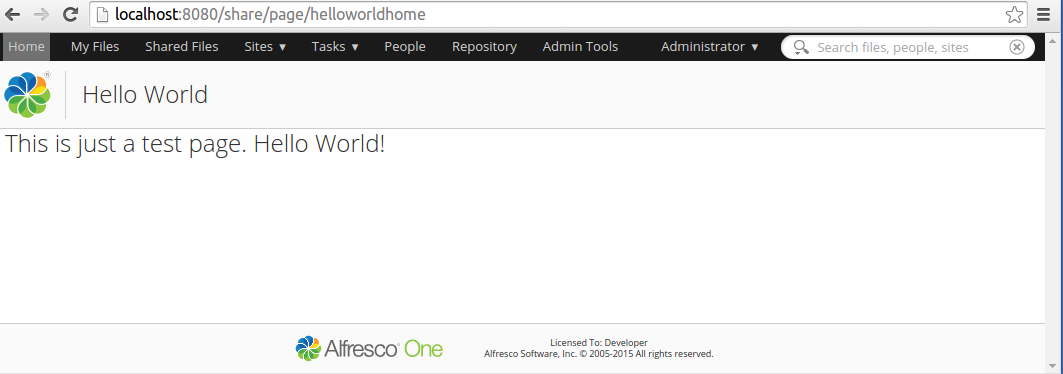 localhost:8080/share/page/helloworldhome
Home My Files Shared Files Sites ▾ Tasks ▾ People Repository Admin Tools Administrator ▾ Search files, people, sites
® Hello World
This is just a test page. Hello World!
Alfresco® One
Licensed To: Developer
Alfresco Software, Inc. © 2005-2015 All rights reserved.